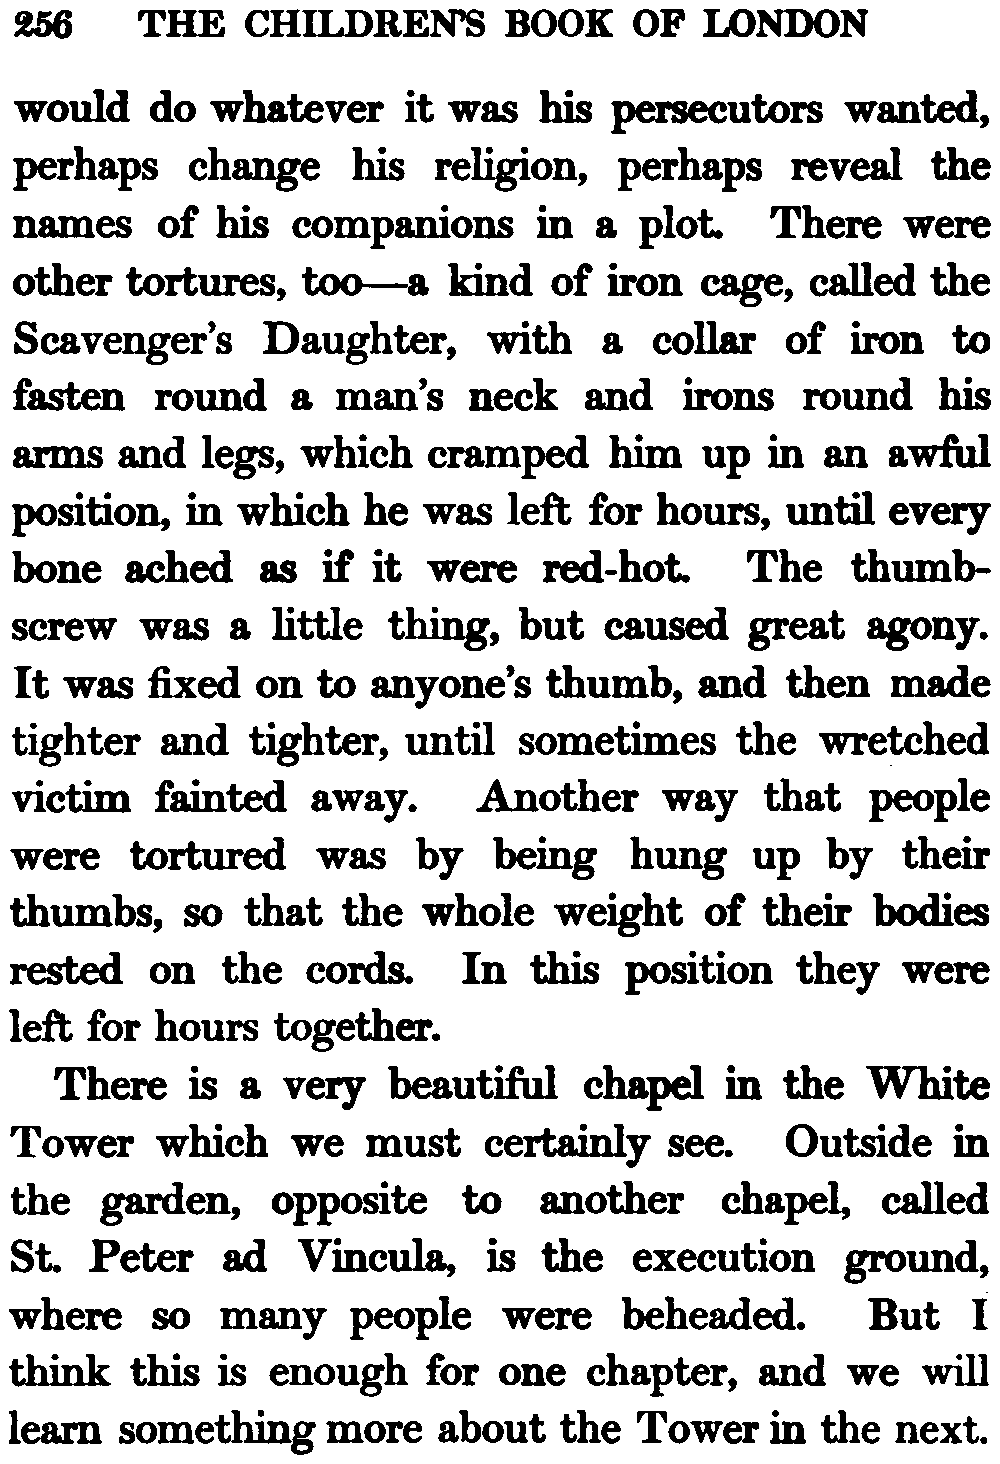 256 THE CHILDREN'S BOOK OF LONDON
would do whatever it was his persecutors wanted,
perhaps change his religion, perhaps reveal the
names of his companions in a plot. There were
other tortures, too—a kind of iron cage, called the
Scavenger's Daughter, with a collar of iron to
fasten round a man's neck and irons round his
arms and legs, which cramped him up in an awful
position, in which he was left for hours, until every
bone ached as if it were red-hot. The thumb-
screw was a little thing, but caused great agony.
It was fixed on to anyone's thumb, and then made
tighter and tighter, until sometimes the wretched
victim fainted away. Another way that people
were tortured was by being hung up by their
thumbs, so that the whole weight of their bodies
rested on the cords. In this position they were
left for hours together.
There is a very beautiful chapel in the White
Tower which we must certainly see. Outside in
the garden, opposite to another chapel, called
St. Peter ad Vincula, is the execution ground,
where so many people were beheaded. But I
think this is enough for one chapter, and we will
learn something more about the Tower in the next.